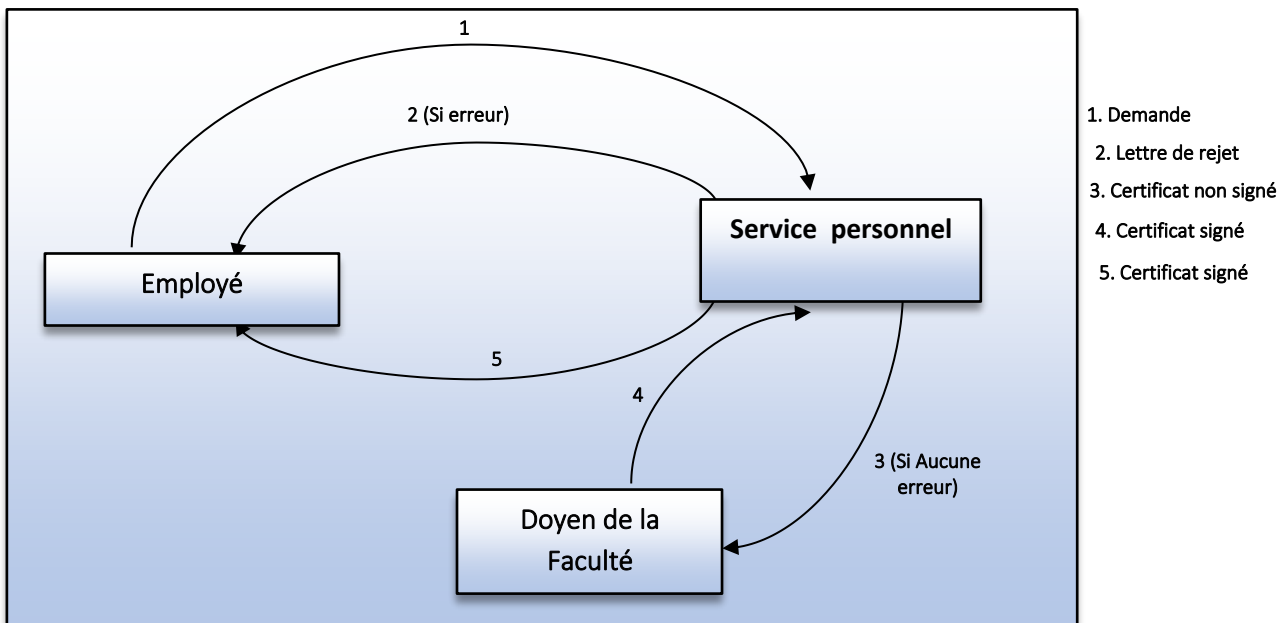 1
2 (Si erreur)
Service personnel
Employé
5
4
3 (Si Aucune
erreur)
Doyen de la
Faculté
1. Demande
2. Lettre de rejet
3. Certificat non signé
4. Certificat signé
5. Certificat signé